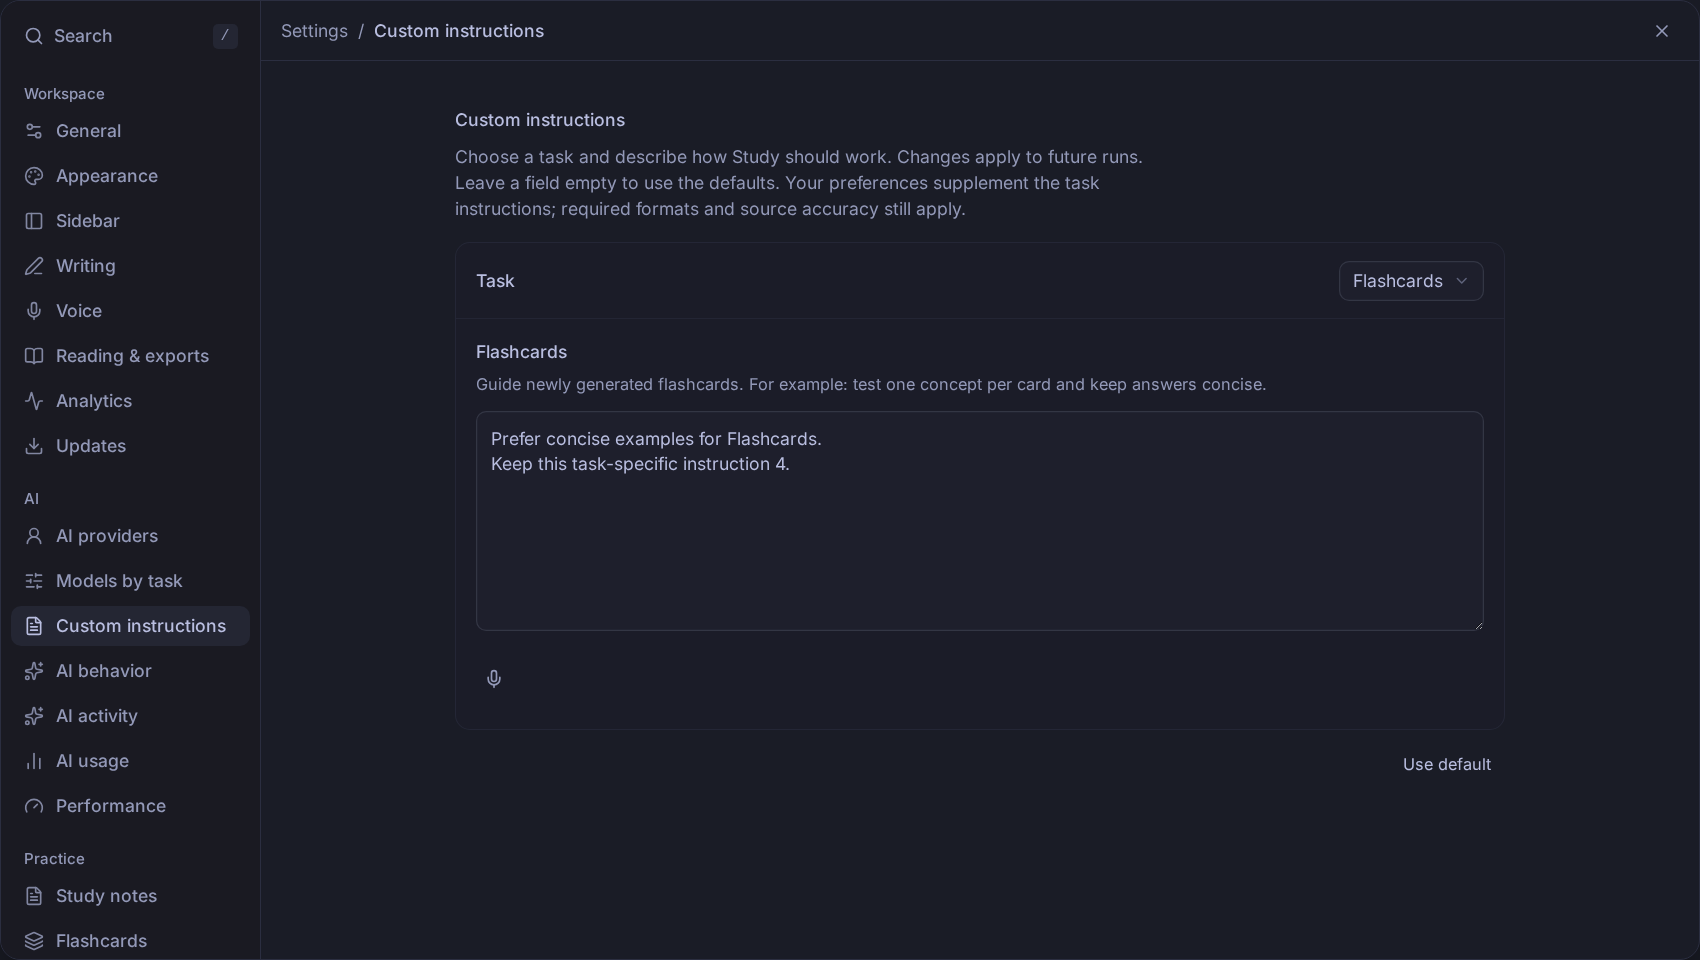 Search /
Workspace
General
Appearance
Sidebar
Writing
Voice
Reading & exports
Analytics
Updates
AI
AI providers
Models by task
Custom instructions
AI behavior
AI activity
AI usage
Performance
Practice
Study notes
Flashcards
Settings / Custom instructions
Custom instructions
Choose a task and describe how Study should work. Changes apply to future runs.
Leave a field empty to use the defaults. Your preferences supplement the task
instructions; required formats and source accuracy still apply.
Task
Flashcards
Flashcards
Guide newly generated flashcards. For example: test one concept per card and keep answers concise.
Prefer concise examples for Flashcards.
Keep this task-specific instruction 4.
Use default